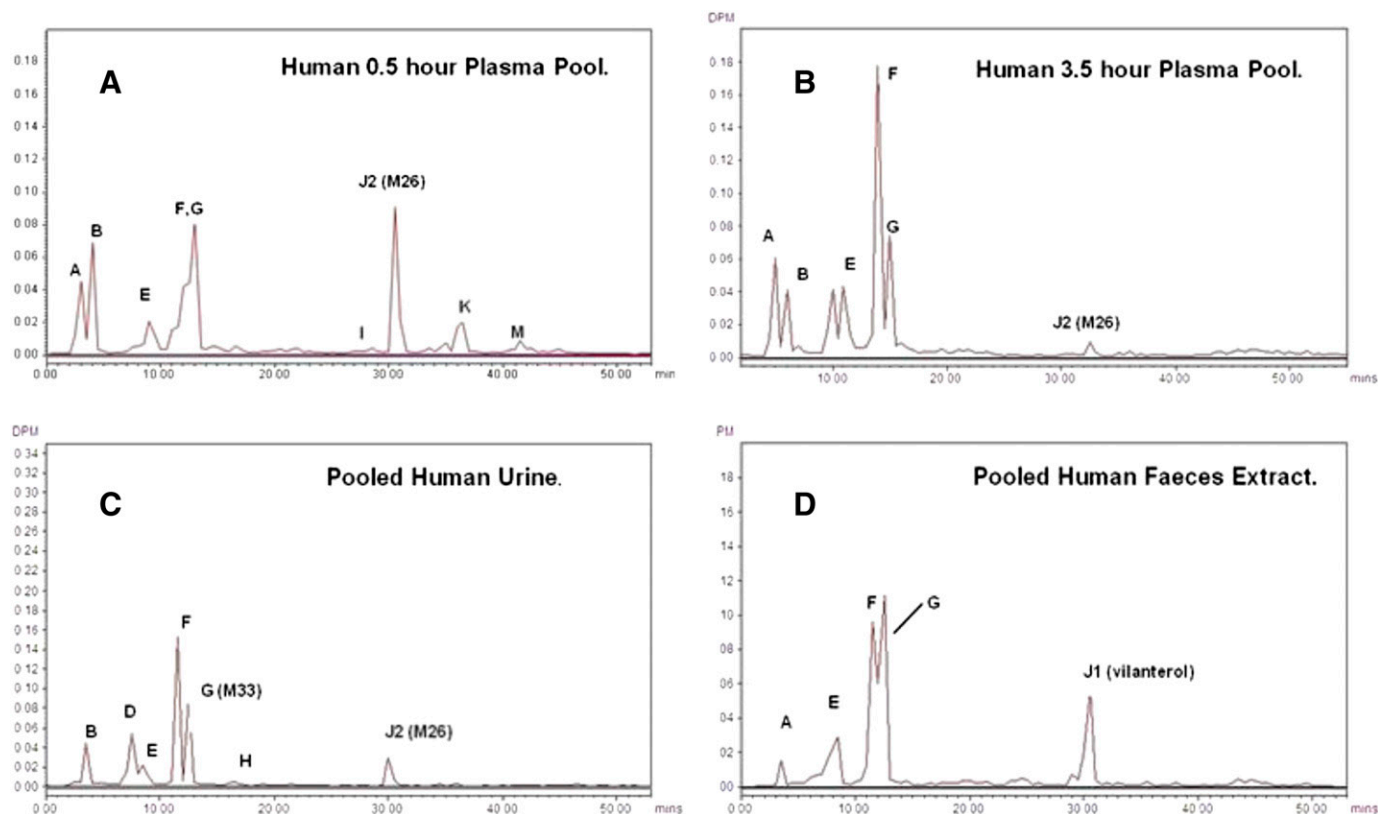 A
Human 0.5 hour Plasma Pool.
0.18
0.16
0.14
0.12
0.10
0.08
0.06
0.04
0.02
0.00
A
B
E
F,G
I
J2 (M26)
K
M
0.00 10.00 20.00 30.00 40.00 50.00 min
DPM
B
Human 3.5 hour Plasma Pool.
0.18
0.16
0.14
0.12
0.10
0.08
0.06
0.04
0.02
0.00
A
B
E
F
G
J2 (M26)
10.00 20.00 30.00 40.00 50.00 mins
DPM
C
Pooled Human Urine.
0.34
0.30
0.28
0.26
0.24
0.22
0.20
0.18
0.16
0.14
0.12
0.10
0.08
0.06
0.04
0.02
0.00
B
D
E
F
G (M33)
H
J2 (M26)
0.00 10.00 20.00 30.00 40.00 50.00 mins
PM
D
Pooled Human Faeces Extract.
18
16
14
12
10
08
06
04
02
00
A
E
F
G
J1 (vilanterol)
0.00 10.00 20.00 30.00 40.00 50.00 mins